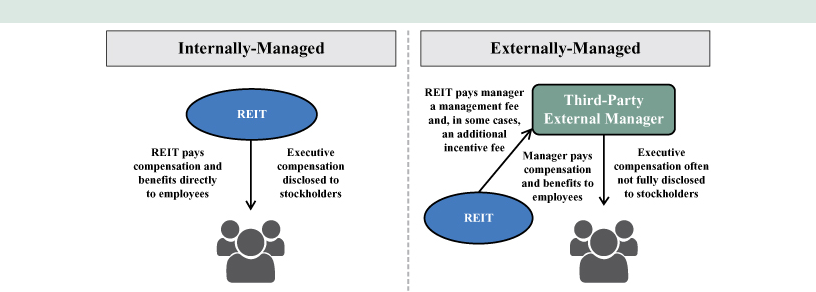 Internally-Managed
REIT
REIT pays
compensation and
benefits directly
to employees
Executive
compensation
disclosed to
stockholders
Externally-Managed
REIT pays manager
a management fee
and, in some cases,
an additional
incentive fee
Third-Party
External Manager
Manager pays
compensation
and benefits to
employees
Executive
compensation often
not fully disclosed
to stockholders
REIT